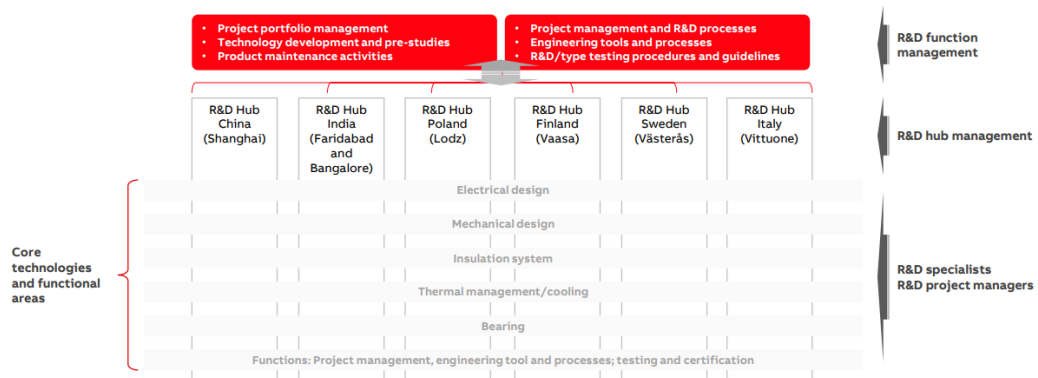 • Project portfolio management
• Technology development and pre-studies
• Product maintenance activities
• Project management and R&D processes
• Engineering tools and processes
• R&D/type testing procedures and guidelines
R&D function
management
R&D Hub
China
(Shanghai)
R&D Hub
India
(Faridabad
and
Bangalore)
R&D Hub
Poland
(Lodz)
R&D Hub
Finland
(Vaasa)
R&D Hub
Sweden
(Västerås)
R&D Hub
Italy
(Vittuone)
R&D hub management
Core
technologies
and functional
areas
Electrical design
Mechanical design
Insulation system
Thermal management/cooling
Bearing
Functions: Project management, engineering tool and processes; testing and certification
R&D specialists
R&D project managers